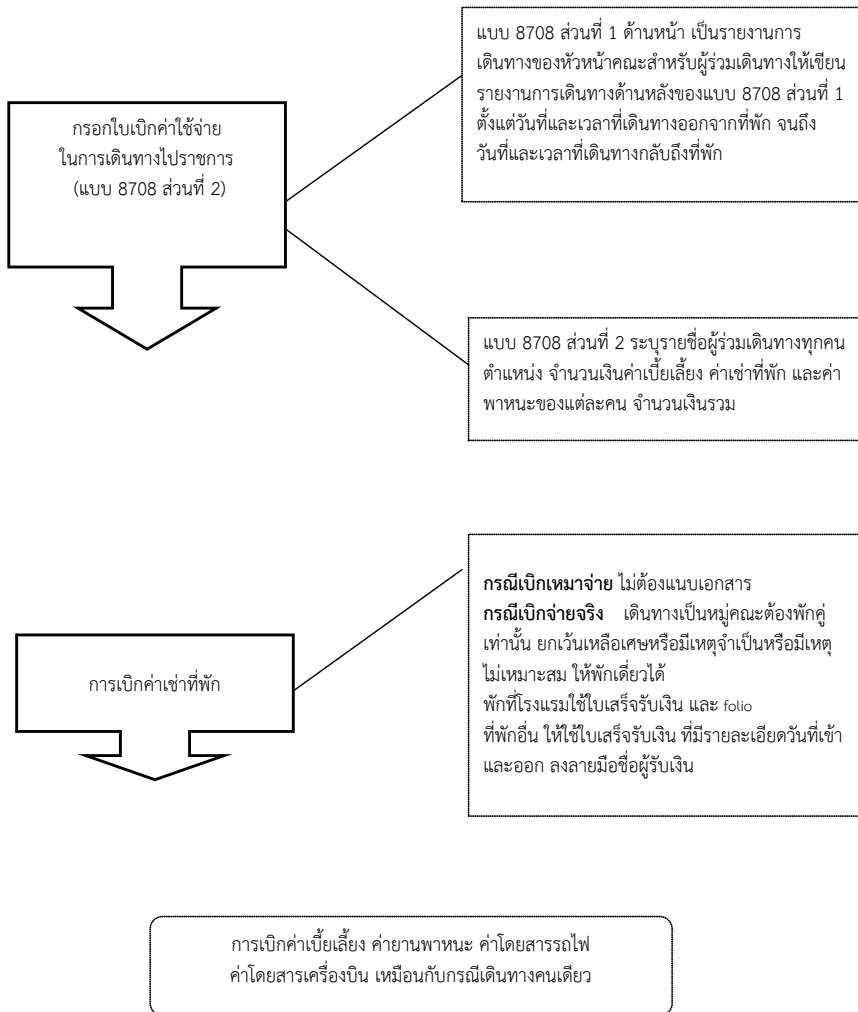 กรอกใบเบิกค่าใช้จ่าย
ในการเดินทางไปราชการ
(แบบ 8708 ส่วนที่ 2)
แบบ 8708 ส่วนที่ 1 ด้านหน้า เป็นรายงานการ
เดินทางของหัวหน้าคณะสำหรับผู้ร่วมเดินทางให้เขียน
รายงานการเดินทางด้านหลังของแบบ 8708 ส่วนที่ 1
ตั้งแต่วันที่และเวลาที่เดินทางออกจากที่พัก จนถึง
วันที่และเวลาที่เดินทางกลับถึงที่พัก
แบบ 8708 ส่วนที่ 2 ระบุรายชื่อผู้ร่วมเดินทางทุกคน
ตำแหน่ง จำนวนเงินค่าเบี้ยเลี้ยง ค่าเช่าที่พัก และค่า
พาหนะของแต่ละคน จำนวนเงินรวม
การเบิกค่าเช่าที่พัก
กรณีเบิกเหมาจ่าย ไม่ต้องแนบเอกสาร
กรณีเบิกจ่ายจริง เดินทางเป็นหมู่คณะต้องพักคู่
เท่านั้น ยกเว้นเหลือเศษหรือมีเหตุจำเป็นหรือมีเหตุ
ไม่เหมาะสม ให้พักเดี่ยวได้
พักที่โรงแรมใช้ใบเสร็จรับเงิน และ folio
ที่พักอื่น ให้ใช้ใบเสร็จรับเงิน ที่มีรายละเอียดวันที่เข้า
และออก ลงลายมือชื่อผู้รับเงิน
การเบิกค่าเบี้ยเลี้ยง ค่ายานพาหนะ ค่าโดยสารรถไฟ
ค่าโดยสารเครื่องบิน เหมือนกับกรณีเดินทางคนเดียว